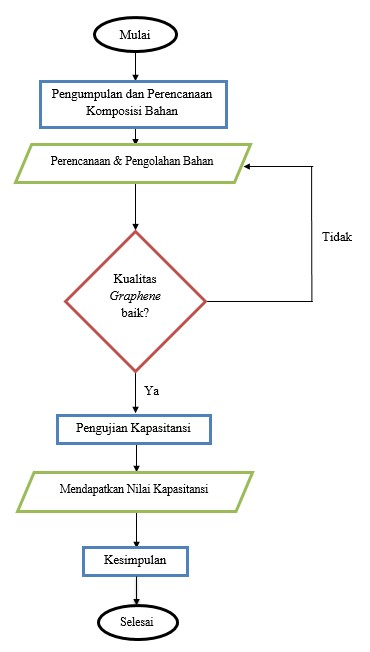 Mulai
Pengumpulan dan Perencanaan
Komposisi Bahan
Perencanaan & Pengolahan Bahan
Tidak
Kualitas
Graphene
baik?
Ya
Pengujian Kapasitansi
Mendapatkan Nilai Kapasitansi
Kesimpulan
Selesai